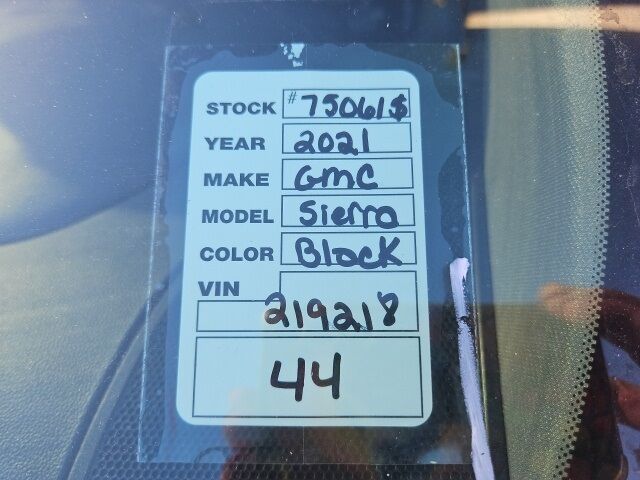 STOCK #75061$
YEAR 2021
MAKE GMC
MODEL Sierra
COLOR Black
VIN
219218
44